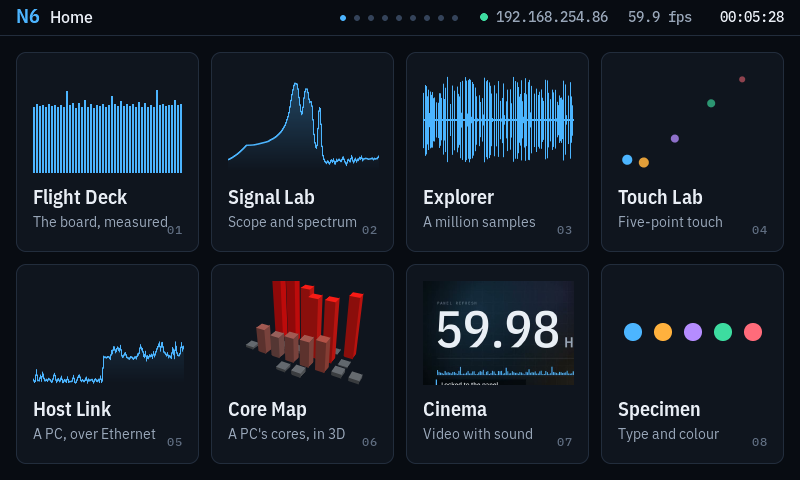 N6 Home
192.168.254.86 59.9 fps 00:05:28
Flight Deck
The board, measured
01
Signal Lab
Scope and spectrum
02
Explorer
A million samples
03
Touch Lab
Five-point touch
04
Host Link
A PC, over Ethernet
05
Core Map
A PC's cores, in 3D
06
PANEL REFRESH
59.98 H
Locked to the panel
Cinema
Video with sound
07
Specimen
Type and colour
08